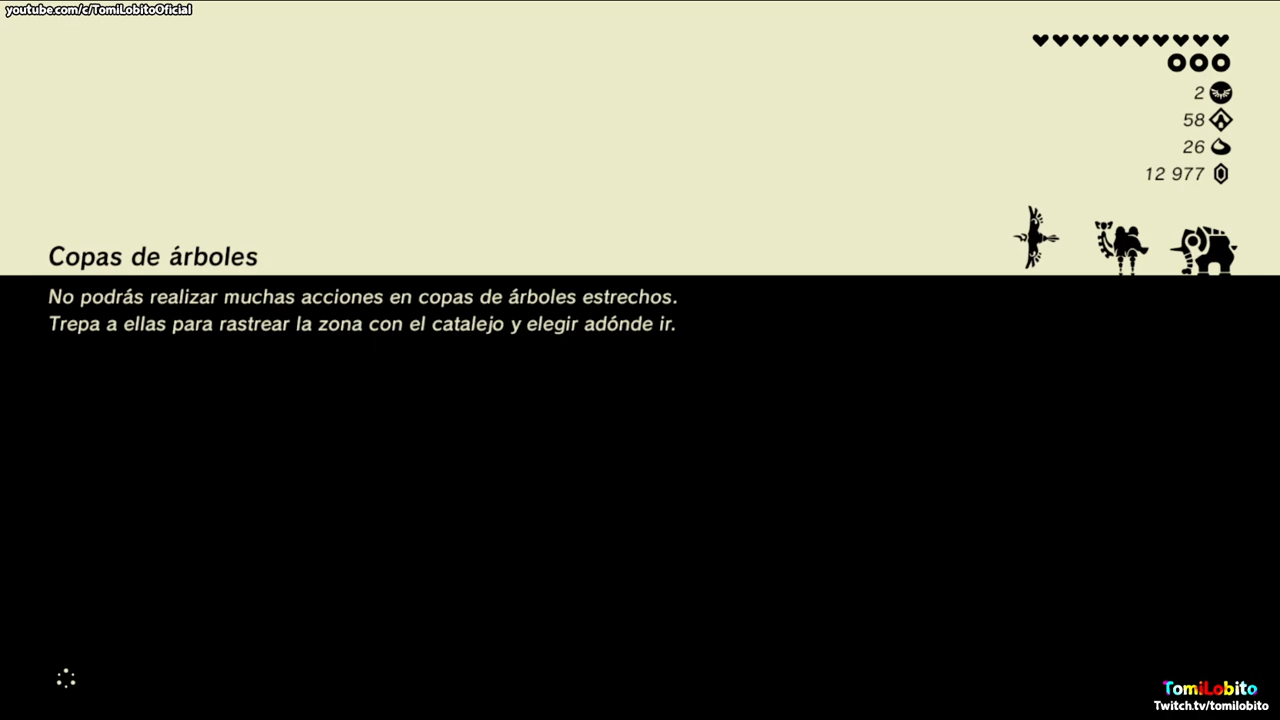 youtube.com/c/TomiLobitoOficial
2
58
26
12 977
Copas de árboles
No podrás realizar muchas acciones en copas de árboles estrechos.
Trepa a ellas para rastrear la zona con el catalejo y elegir adónde ir.
TomiLobito
Twitch.tv/tomilobito